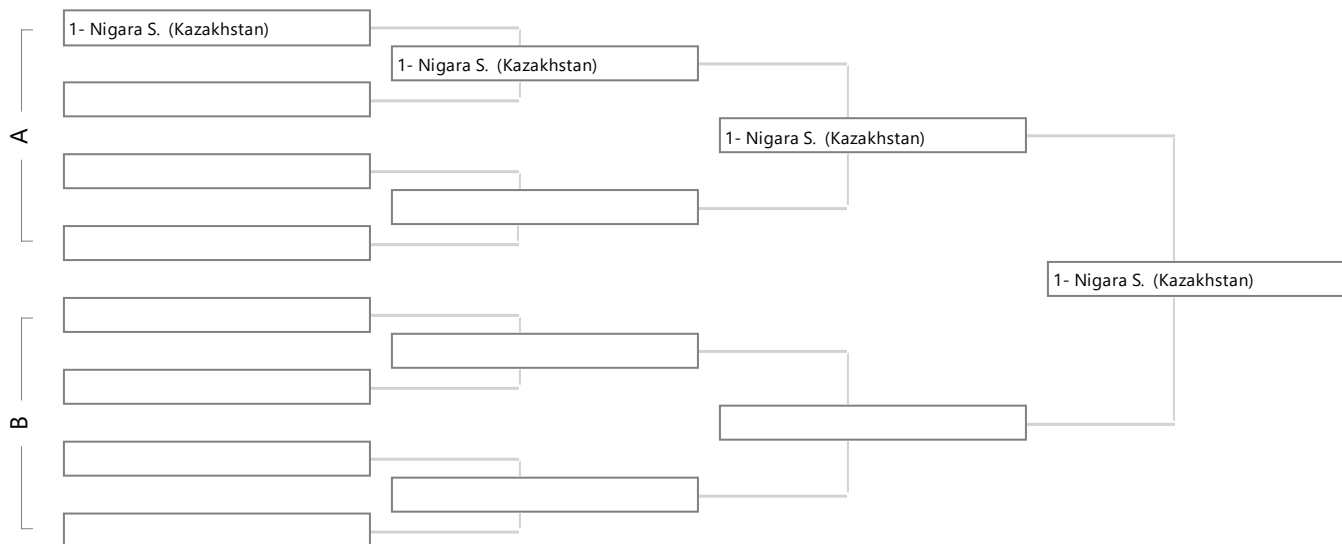 1- Nigara S. (Kazakhstan)
1- Nigara S. (Kazakhstan)
1- Nigara S. (Kazakhstan)
A
1- Nigara S. (Kazakhstan)
B